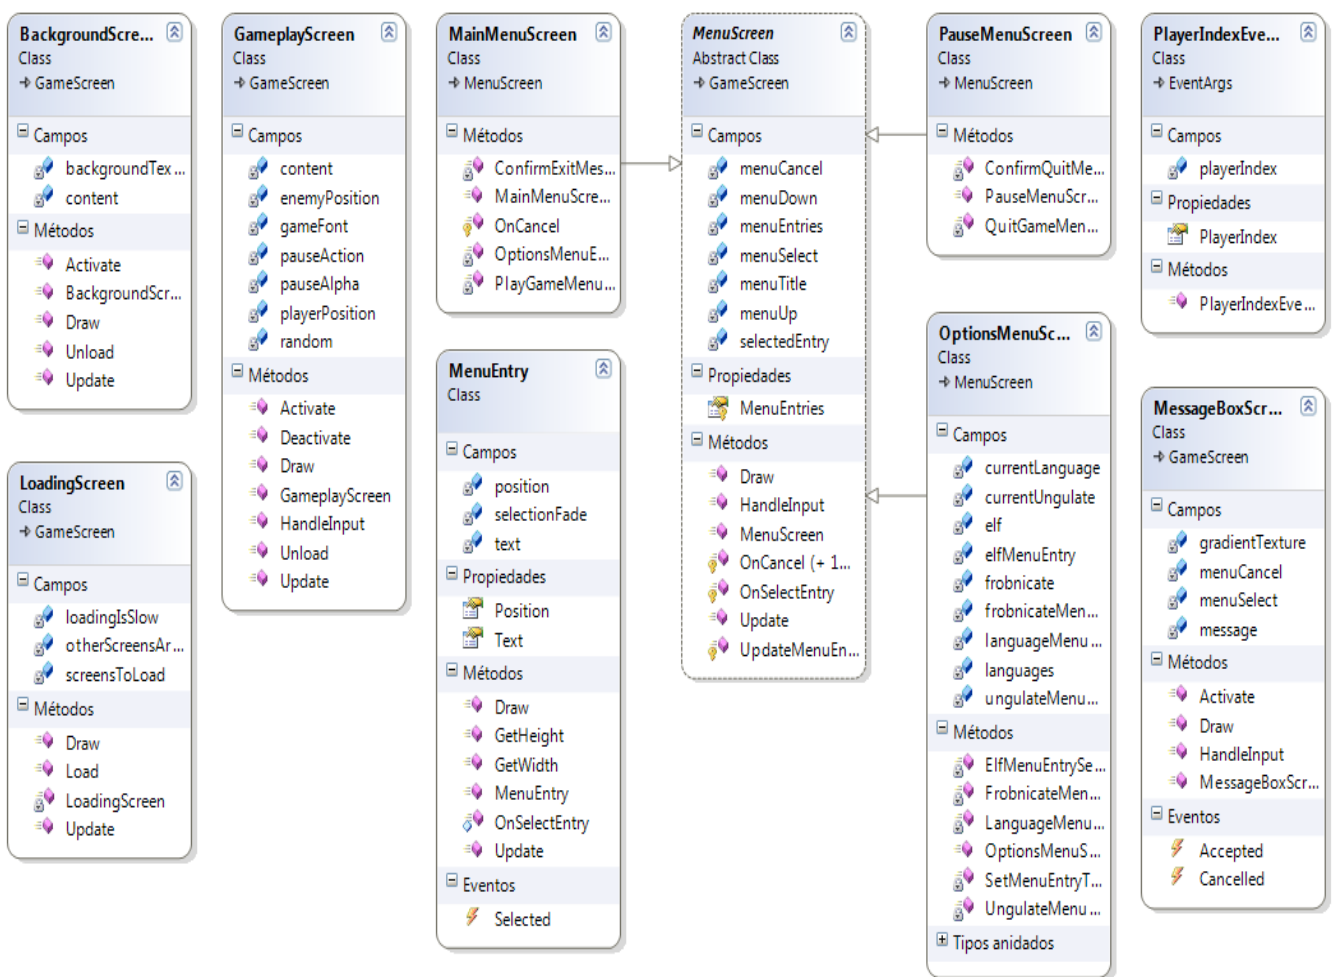 BackgroundScre...
Class
GameScreen
Campos
backgroundTex...
content
Métodos
Activate
BackgroundScr...
Draw
Unload
Update
LoadingScreen
Class
GameScreen
Campos
loadingIsSlow
otherScreensAr...
screensToLoad
Métodos
Draw
Load
LoadingScreen
Update
GameplayScreen
Class
GameScreen
Campos
content
enemyPosition
gameFont
pauseAction
pauseAlpha
playerPosition
random
Métodos
Activate
Deactivate
Draw
GameplayScreen
HandleInput
Unload
Update
MainMenuScreen
Class
MenuScreen
Métodos
ConfirmExitMes...
MainMenuScre...
OnCancel
OptionsMenuE...
PlayGameMenu...
MenuEntry
Class
Campos
position
selectionFade
text
Propiedades
Position
Text
Métodos
Draw
GetHeight
GetWidth
MenuEntry
OnSelectEntry
Update
Eventos
Selected
MenuScreen
Abstract Class
GameScreen
Campos
menuCancel
menuDown
menuEntries
menuSelect
menuTitle
menuUp
selectedEntry
Propiedades
MenuEntries
Métodos
Draw
HandleInput
MenuScreen
OnCancel (+ 1...
OnSelectEntry
Update
UpdateMenuEn...
PauseMenuScreen
Class
MenuScreen
Métodos
ConfirmQuitMe...
PauseMenuScr...
QuitGameMen...
OptionsMenuSc...
Class
MenuScreen
Campos
currentLanguage
currentUngulate
elf
elfMenuEntry
frobnicate
frobnicateMen...
languageMenu...
languages
ungulateMenu...
Métodos
ElfMenuEntrySe...
FrobnicateMen...
LanguageMenu...
OptionsMenuS...
SetMenuEntryT...
UngulateMenu...
Tipos anidados
PlayerIndexEve...
Class
EventArgs
Campos
playerIndex
Propiedades
PlayerIndex
Métodos
PlayerIndexEve...
MessageBoxScr...
Class
GameScreen
Campos
gradientTexture
menuCancel
menuSelect
message
Métodos
Activate
Draw
HandleInput
MessageBoxScr...
Eventos
Accepted
Cancelled